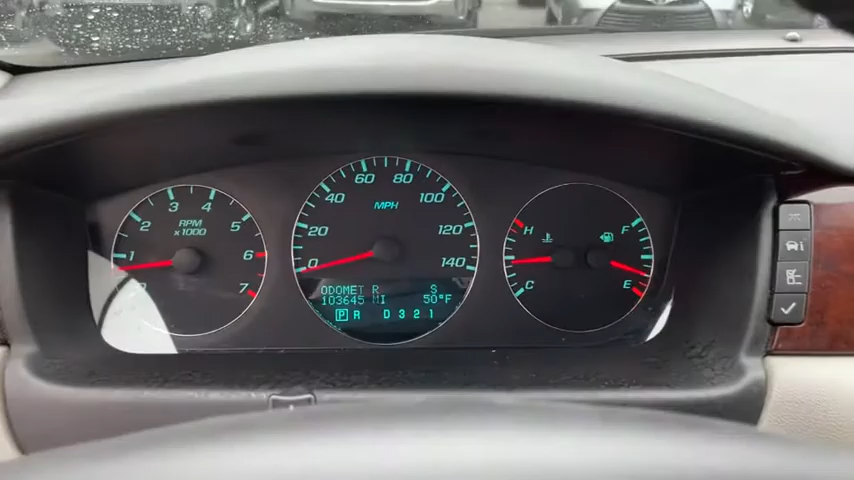 1 2 3 4 5 6 7
RPM
x1000
0 20 40 60 80 100 120 140
MPH
ODOMET R S
103645 MI 50°F
P R D 3 2 1
H
C
F
E